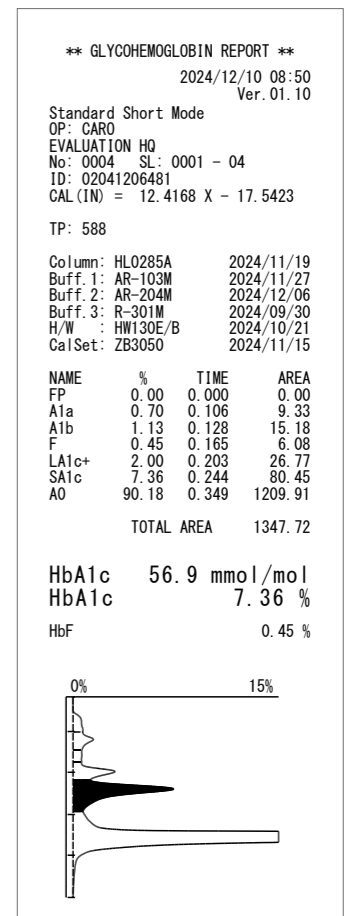 ** GLYCOHEMOGLOBIN REPORT **
2024/12/10 08:50
Ver.01.10
Standard Short Mode
OP: CARO
EVALUATION HQ
No: 0004 SL: 0001 - 04
ID: 02041206481
CAL(IN) = 12.4168 X - 17.5423
TP: 588
Column: HL0285A 2024/11/19
Buff.1: AR-103M 2024/11/27
Buff.2: AR-204M 2024/12/06
Buff.3: R-301M 2024/09/30
H/W : HW130E/B 2024/10/21
CalSet: ZB3050 2024/11/15
NAME % TIME AREA
FP 0.00 0.000 0.00
A1a 0.70 0.106 9.33
A1b 1.13 0.128 15.18
F 0.45 0.165 6.08
LA1c+ 2.00 0.203 26.77
SA1c 7.36 0.244 80.45
A0 90.18 0.349 1209.91
TOTAL AREA 1347.72
HbA1c 56.9 mmol/mol
HbA1c 7.36 %
HbF 0.45 %
0% 15%